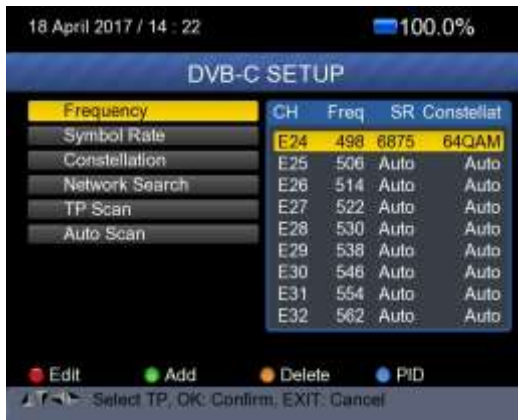 18 April 2017 / 14 : 22 100.0%
DVB-C SETUP
Frequency
Symbol Rate
Constellation
Network Search
TP Scan
Auto Scan
CH Freq SR Constellat
E24 498 6875 64QAM
E25 506 Auto Auto
E26 514 Auto Auto
E27 522 Auto Auto
E28 530 Auto Auto
E29 538 Auto Auto
E30 546 Auto Auto
E31 554 Auto Auto
E32 562 Auto Auto
Edit Add Delete PID
Select TP, OK: Confirm, EXIT: Cancel